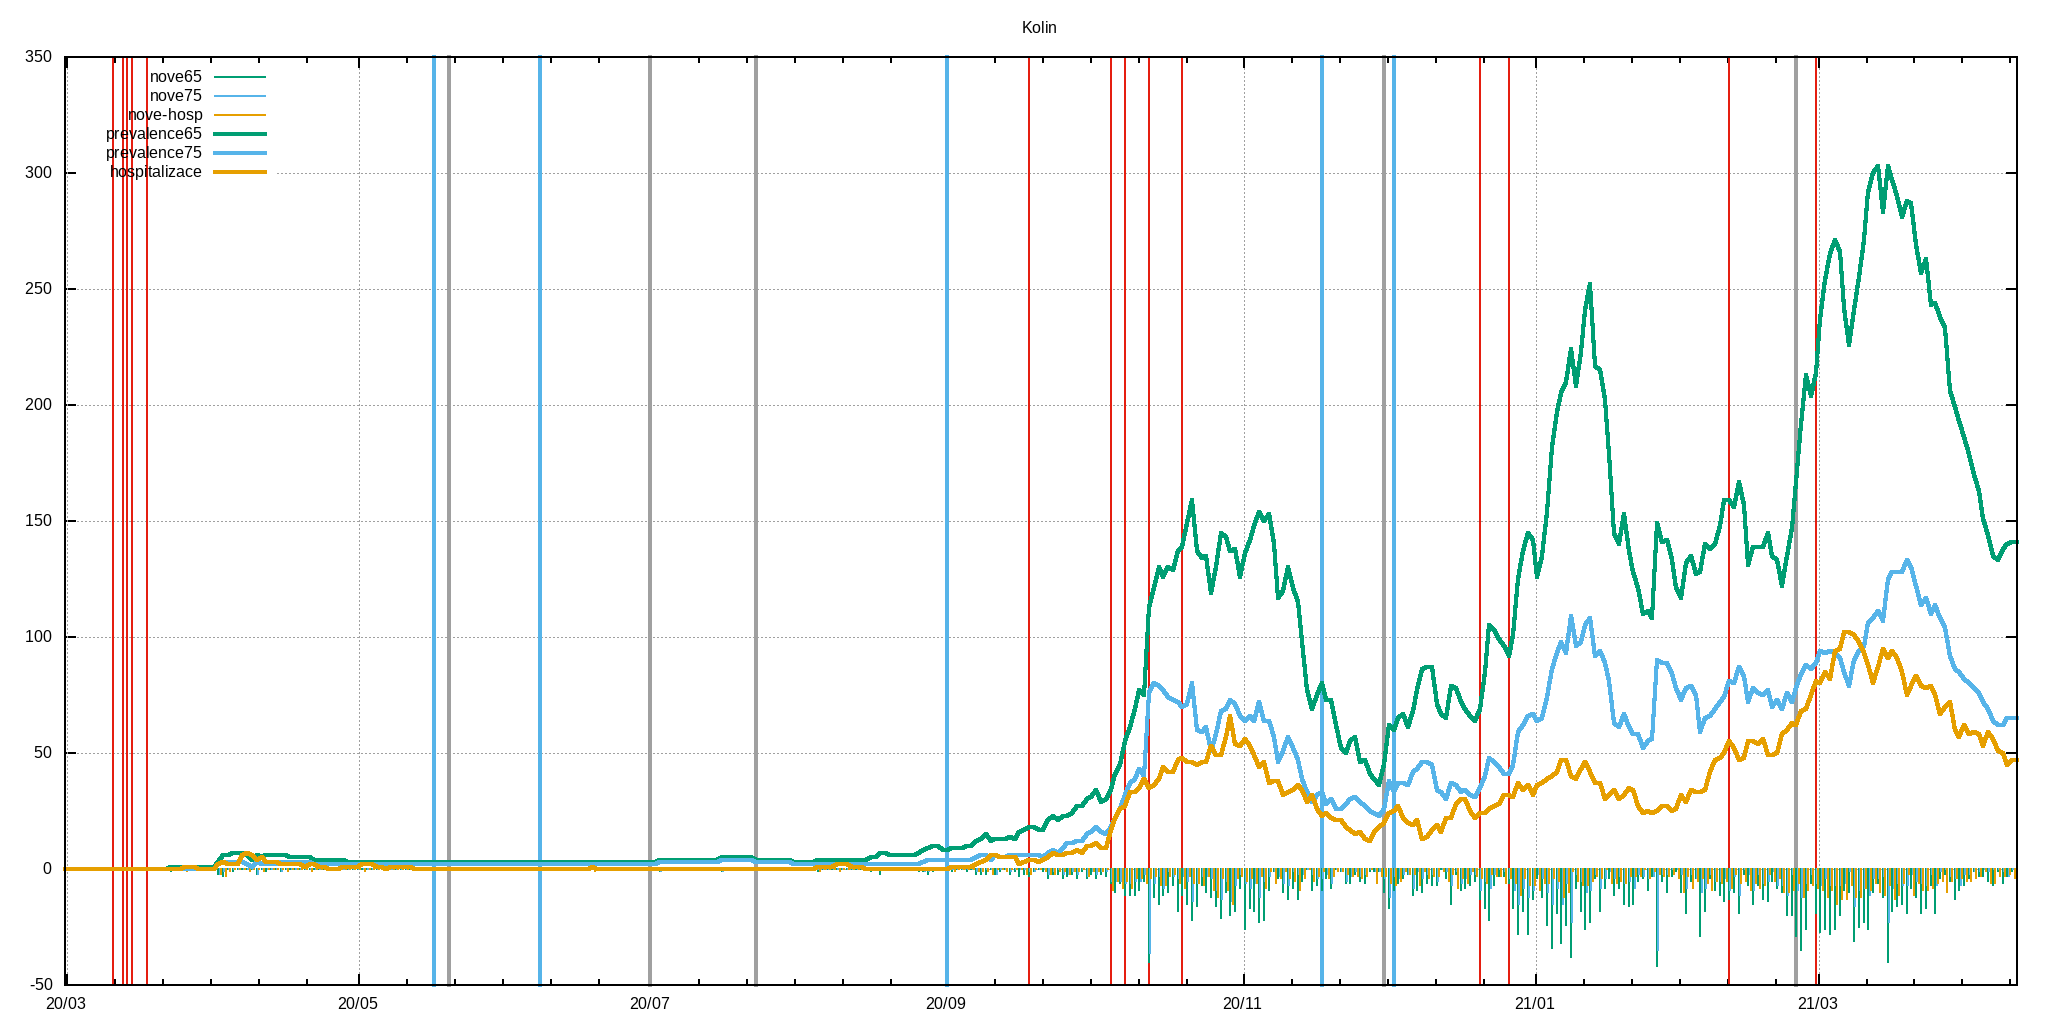 Kolin
350
nove65
nove75
nove-hosp
prevalence65
prevalence75
hospitalizace
300
250
200
150
100
50
0
-50
20/03 20/05 20/07 20/09 20/11 21/01 21/03